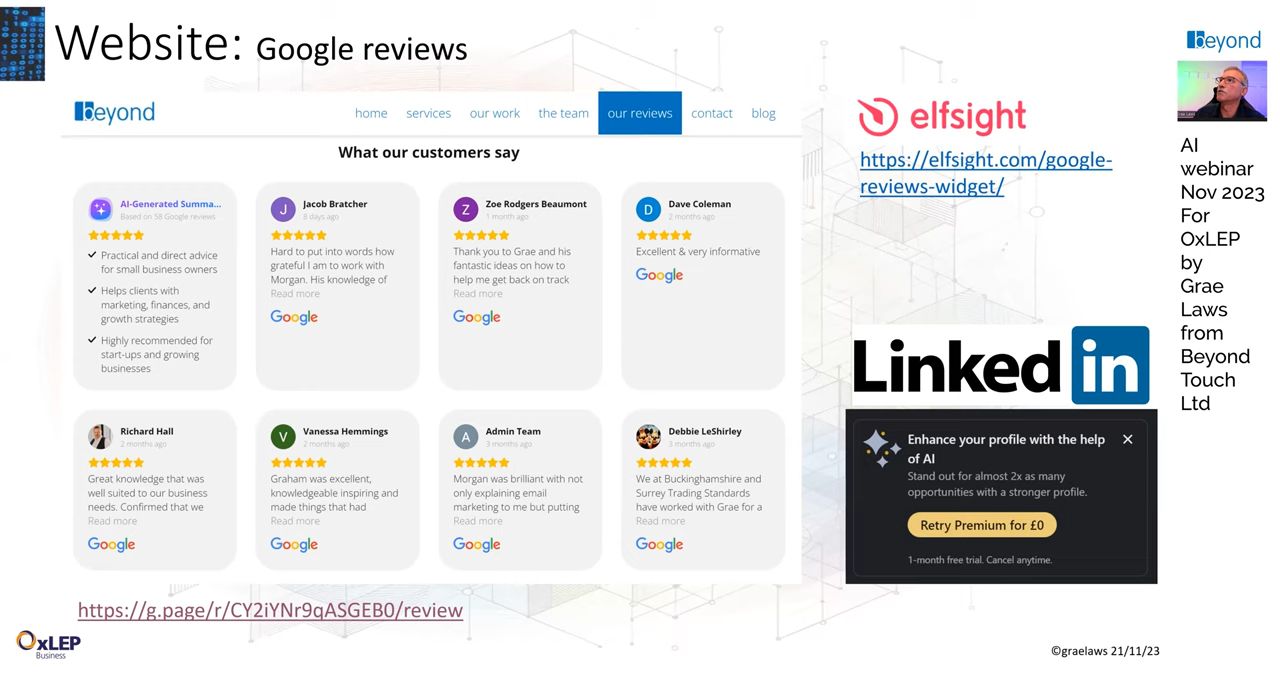 Website: Google reviews
beyond
home services our work the team our reviews contact blog
What our customers say
AI-Generated Summa...
Based on 58 Google reviews
Practical and direct advice
for small business owners
Helps clients with
marketing, finances, and
growth strategies
Highly recommended for
start-ups and growing
businesses
J
Jacob Bratcher
8 days ago
Hard to put into words how
grateful I am to work with
Morgan. His knowledge of
Read more
Google
Z
Zoe Rodgers Beaumont
1 month ago
Thank you to Grae and his
fantastic ideas on how to
help me get back on track
Read more
Google
D
Dave Coleman
2 months ago
Excellent & very informative
Google
Richard Hall
2 months ago
Great knowledge that was
well suited to our business
needs. Confirmed that we
Read more
Google
V
Vanessa Hemmings
2 months ago
Graham was excellent,
knowledgeable inspiring and
made things that had
Read more
Google
A
Admin Team
3 months ago
Morgan was brilliant with not
only explaining email
marketing to me but putting
Read more
Google
Debbie LeShirley
3 months ago
We at Buckinghamshire and
Surrey Trading Standards
have worked with Grae for a
Read more
Google
https://g.page/r/CY2iYNr9qASGEB0/review
OxLEP
Business
elfsight
https://elfsight.com/google-
reviews-widget/
Linked in
Enhance your profile with the help
of AI
Stand out for almost 2x as many
opportunities with a stronger profile.
Retry Premium for £0
1-month free trial. Cancel anytime.
©graelaws 21/11/23
beyond
AI
webinar
Nov 2023
For
OxLEP
by
Grae
Laws
from
Beyond
Touch
Ltd